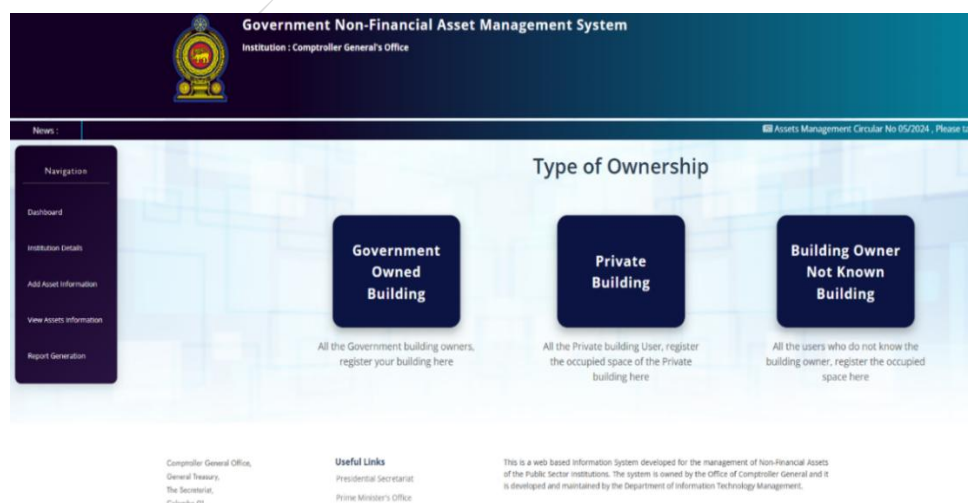 Government Non-Financial Asset Management System
Institution : Comptroller General's Office
News :
Assets Management Circular No 05/2024 , Please ta
Navigation
Dashboard
Institution Details
Add Asset Information
View Assets Information
Report Generation
Type of Ownership
Government
Owned
Building
All the Government building owners,
register your building here
Private
Building
All the Private building User, register
the occupied space of the Private
building here
Building Owner
Not Known
Building
All the users who do not know the
building owner, register the occupied
space here
Comptroller General Office,
General Treasury,
The Secretariat,
Useful Links
Presidential Secretariat
Prime Minister's Office
This is a web based Information System developed for the management of Non-Financial Assets
of the Public Sector Institutions. The system is owned by the Office of Comptroller General and it
is developed and maintained by the Department of Information Technology Management.